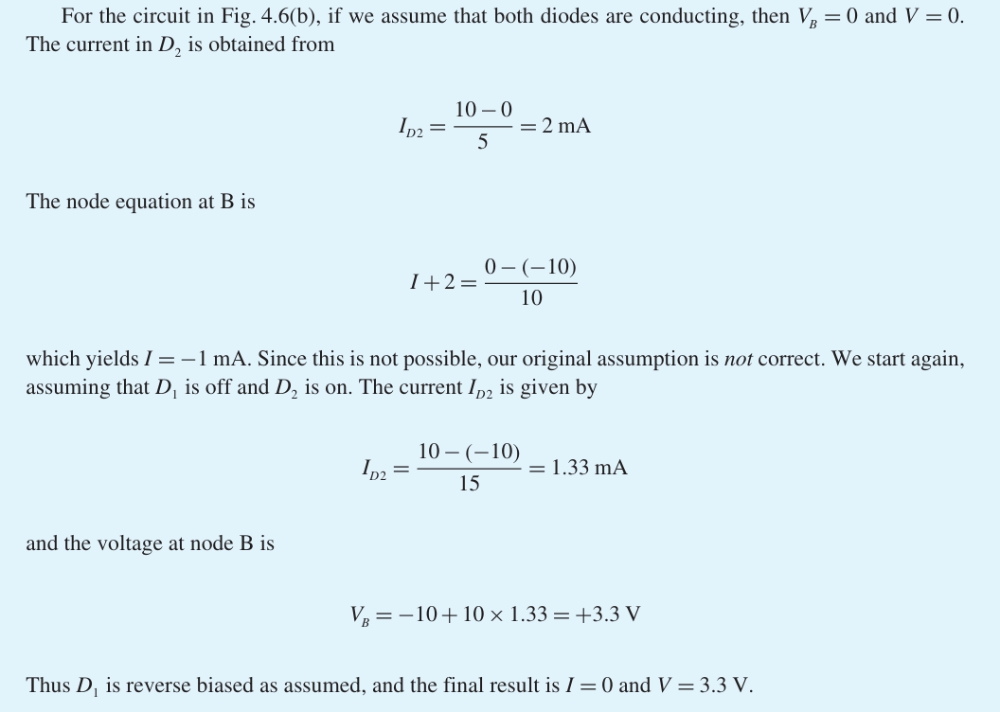 For the circuit in Fig. 4.6(b), if we assume that both diodes are conducting, then V_B = 0 and V = 0.
The current in D_2 is obtained from
I_{D2} = \frac{10 - 0}{5} = 2 mA
The node equation at B is
I + 2 = \frac{0 - (-10)}{10}
which yields I = −1 mA. Since this is not possible, our original assumption is not correct. We start again,
assuming that D_1 is off and D_2 is on. The current I_{D2} is given by
I_{D2} = \frac{10 - (-10)}{15} = 1.33 mA
and the voltage at node B is
V_B = −10 + 10 × 1.33 = +3.3 V
Thus D_1 is reverse biased as assumed, and the final result is I = 0 and V = 3.3 V.